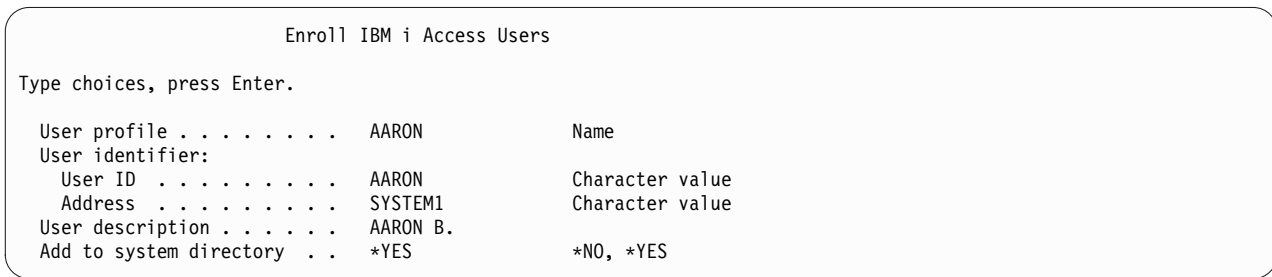 Enroll IBM i Access Users
Type choices, press Enter.
User profile . . . . . . . . AARON Name
User identifier:
User ID . . . . . . . . . AARON Character value
Address . . . . . . . . . SYSTEM1 Character value
User description . . . . . . AARON B.
Add to system directory . . *YES *NO, *YES